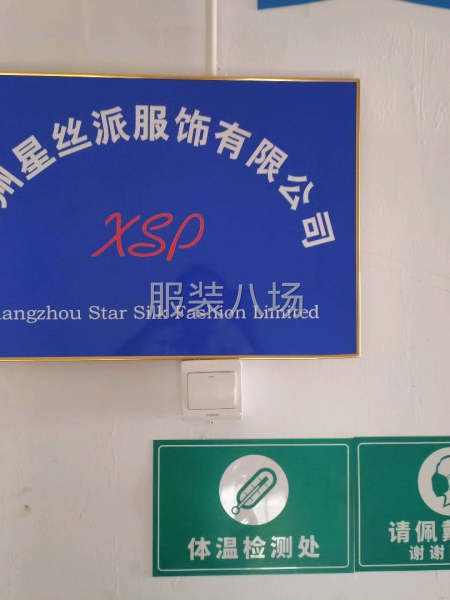 州星丝派服饰有限公司
XSP
服装八场
angzhou Star Silk Fashion Limited
体温检测处
请佩戴
谢谢